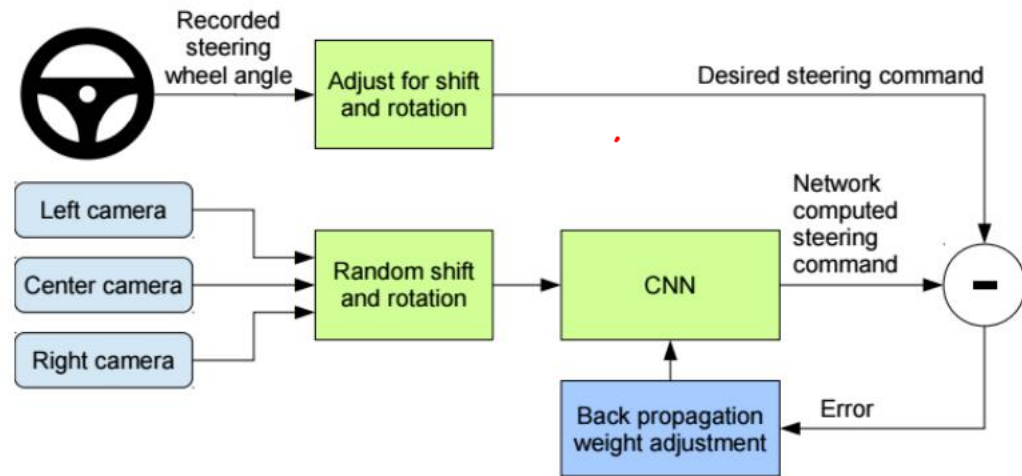 Recorded
steering
wheel angle
Adjust for shift
and rotation
Desired steering command
Left camera
Center camera
Right camera
Random shift
and rotation
CNN
Network
computed
steering
command
-
Back propagation
weight adjustment
Error